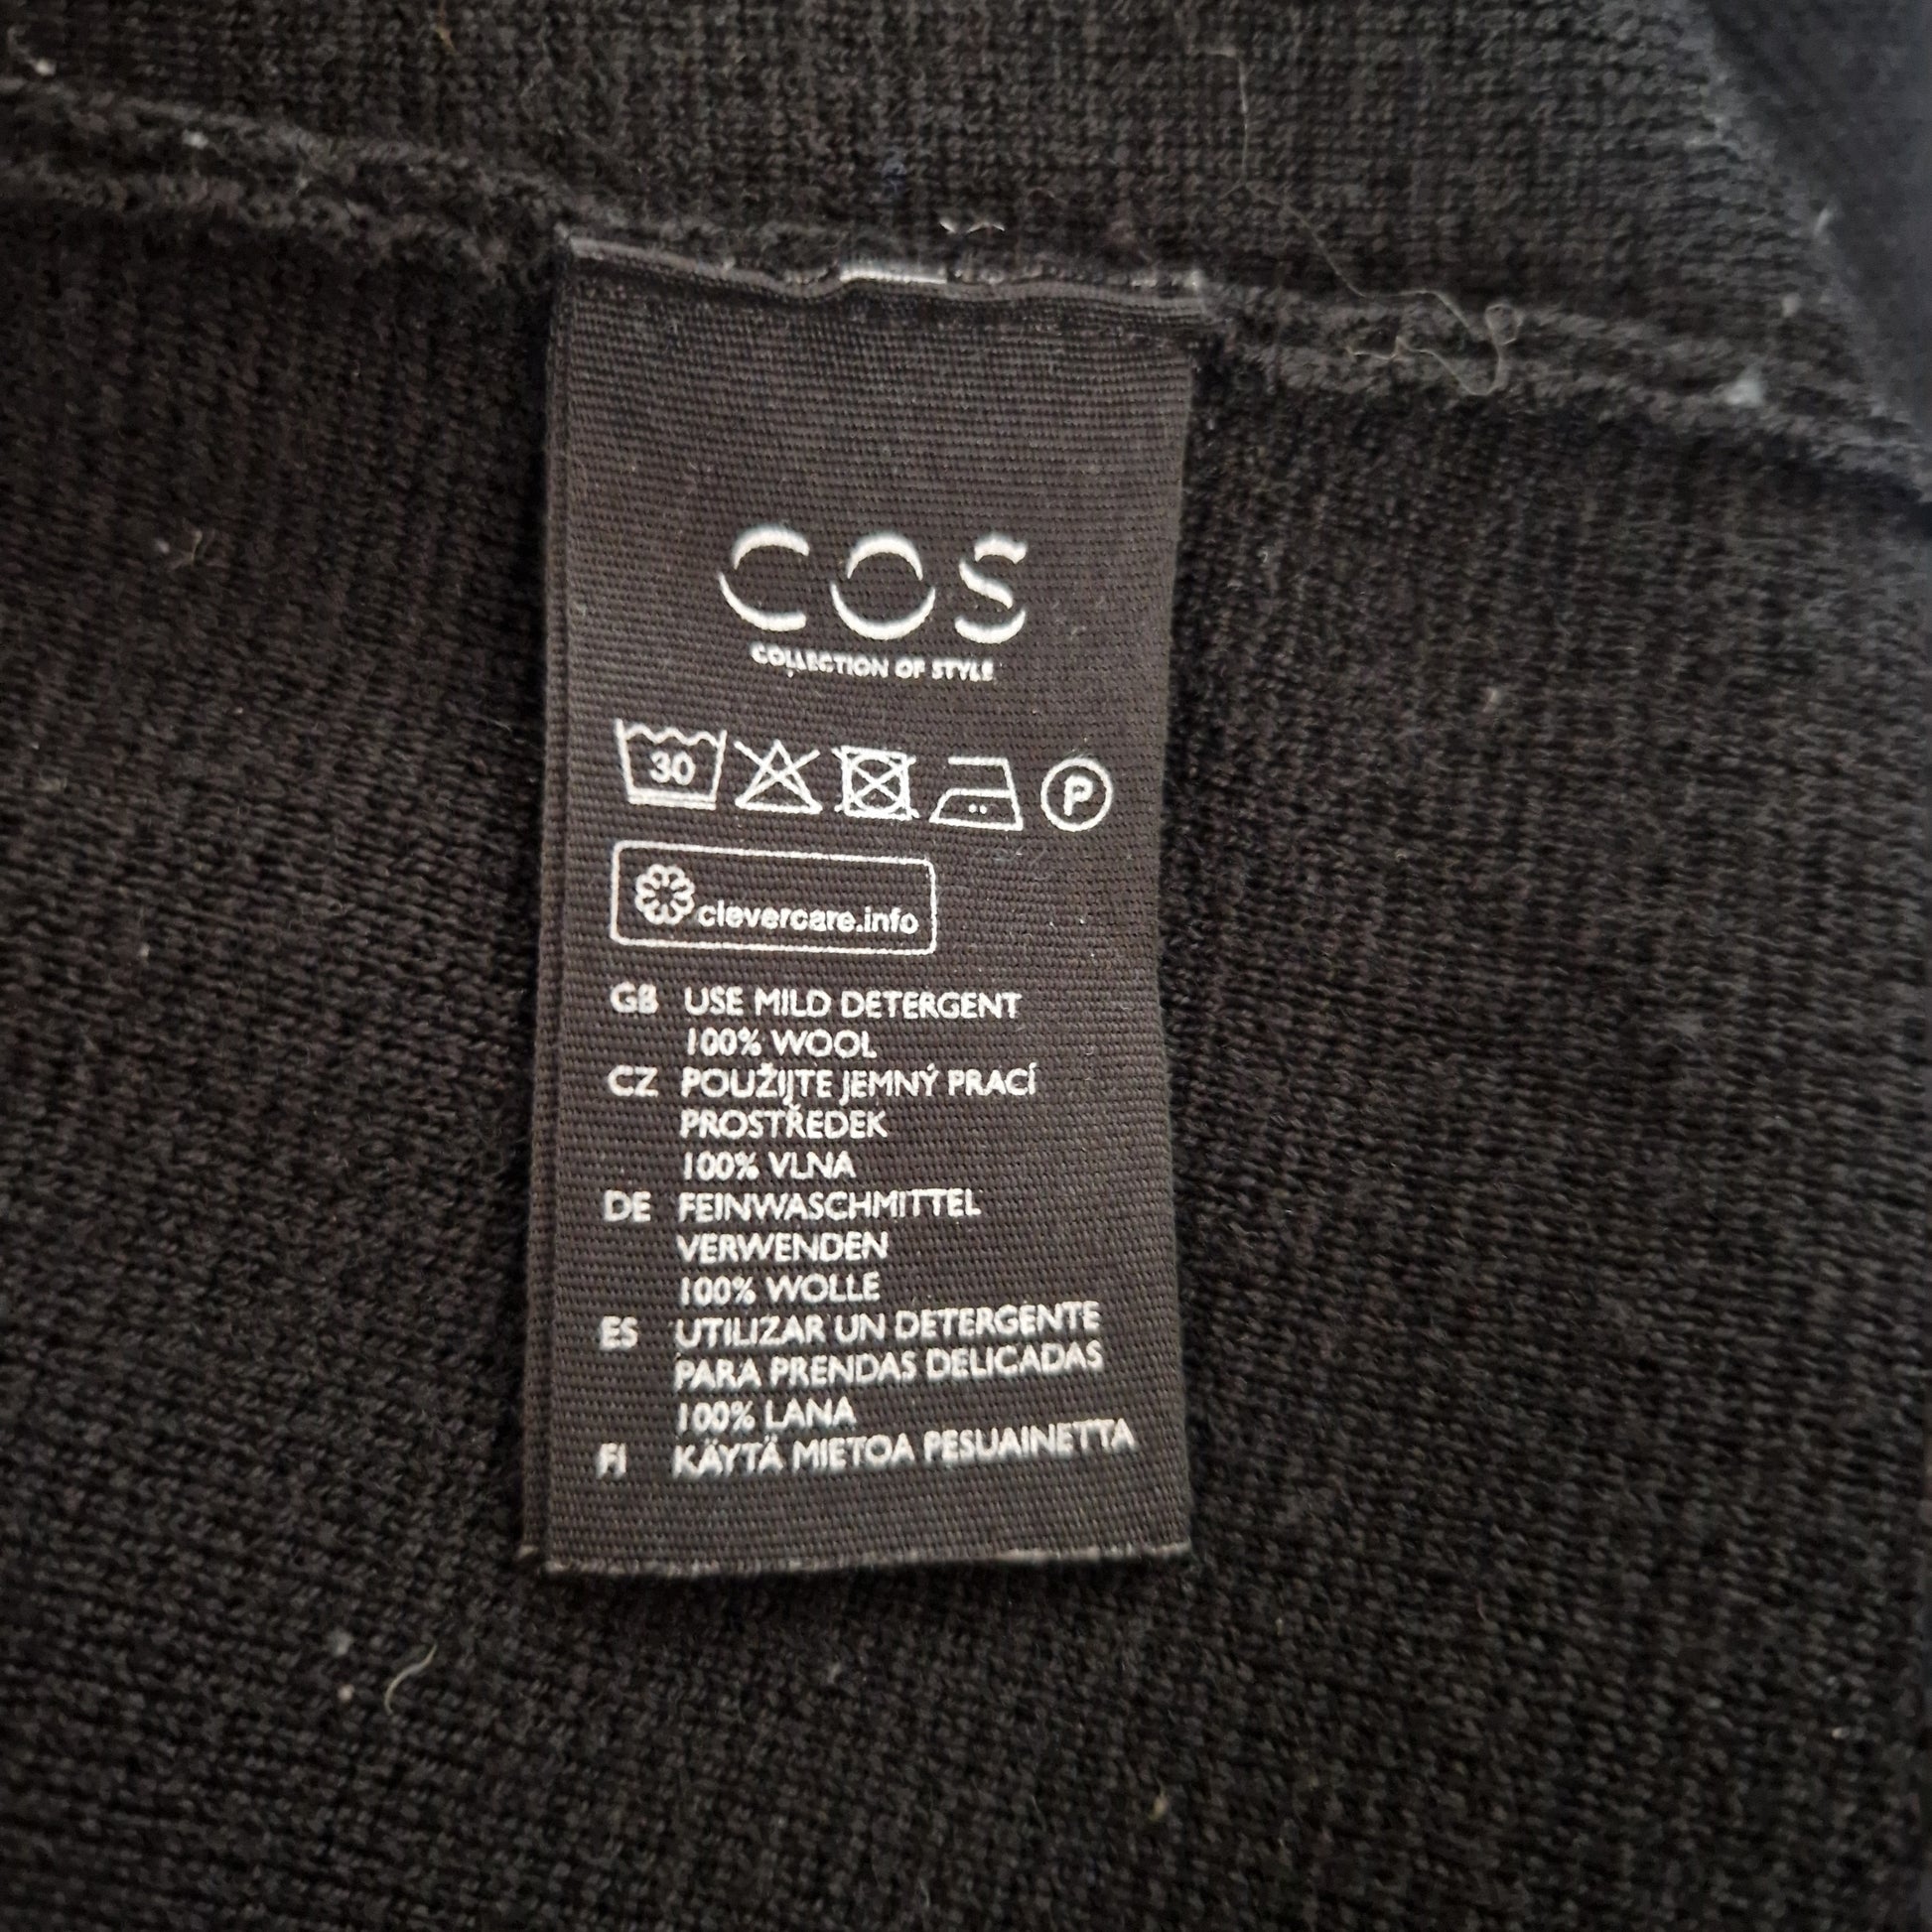 COS
COLLECTION OF STYLE
30 P
clevercare.info
GB USE MILD DETERGENT
100% WOOL
CZ POUŽIJTE JEMNÝ PRACÍ
PROSTŘEDEK
100% VLNA
DE FEINWASCHMITTEL
VERWENDEN
100% WOLLE
ES UTILIZAR UN DETERGENTE
PARA PRENDAS DELICADAS
100% LANA
FI KÄYTÄ MIETOA PESUAINETTA